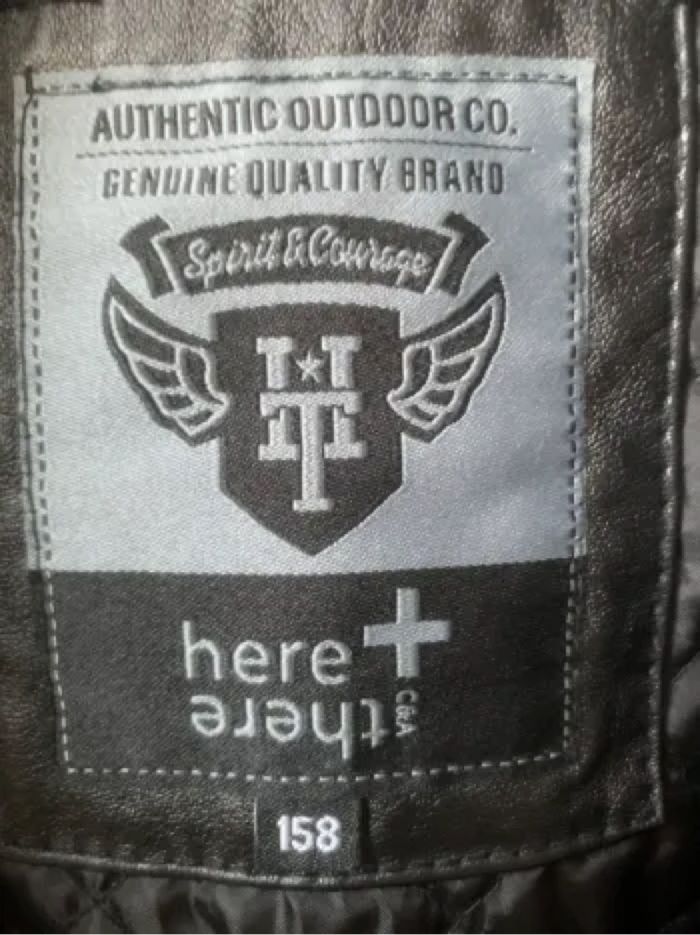 AUTHENTIC OUTDOOR CO.
GENUINE QUALITY BRAND
Spirit & Courage
HT
here +
there
C&A
158